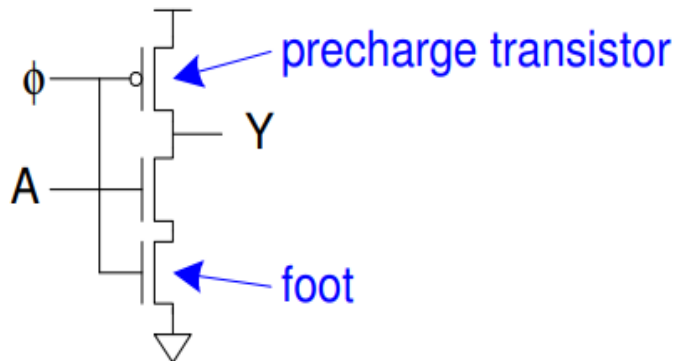 precharge transistor
ϕ
Y
A
foot